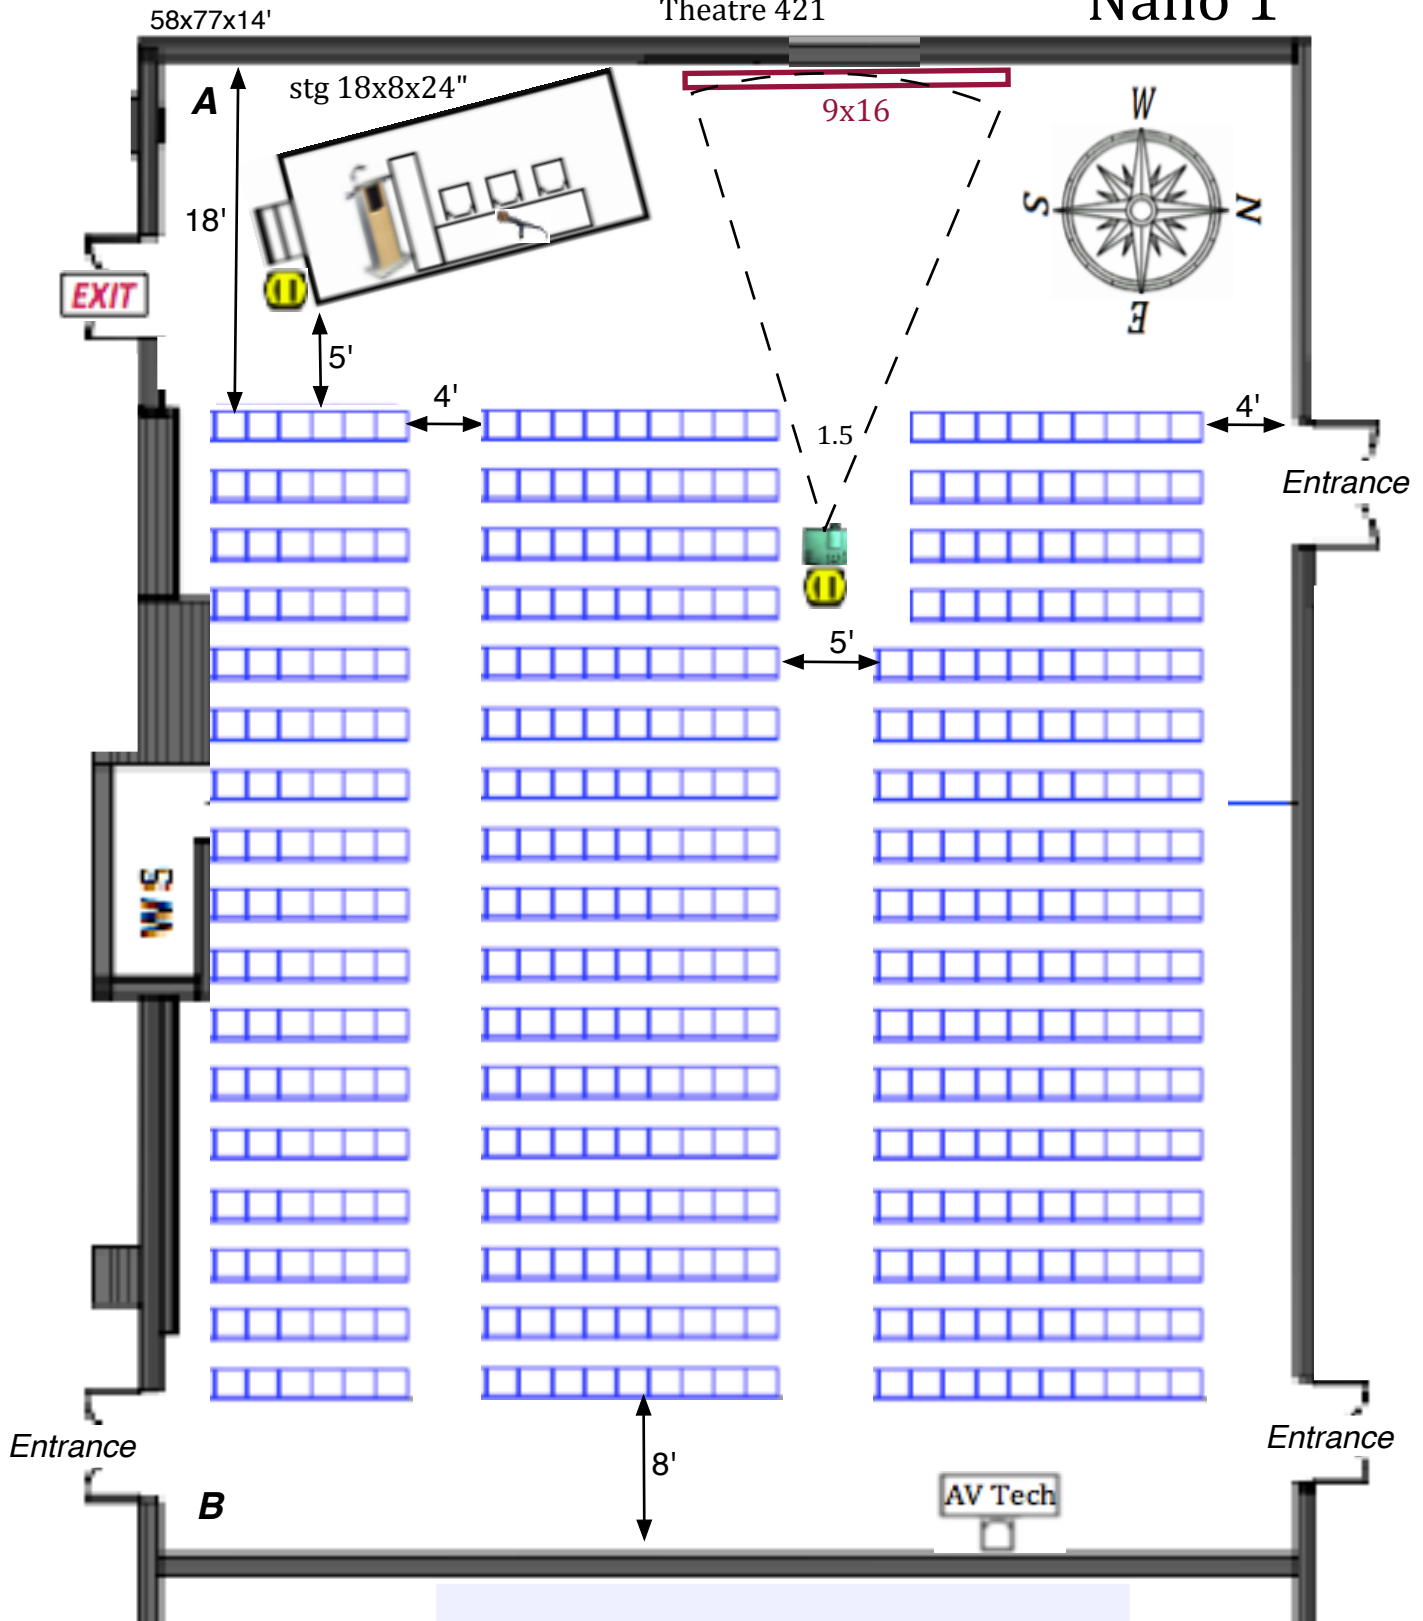 58x77x14'
Theatre 421
Nano 1
A
stg 18x8x24"
9x16
W
S
N
E
18'
EXIT
5'
4'
1.5
4'
Entrance
5'
W S
Entrance
Entrance
8'
B
AV Tech